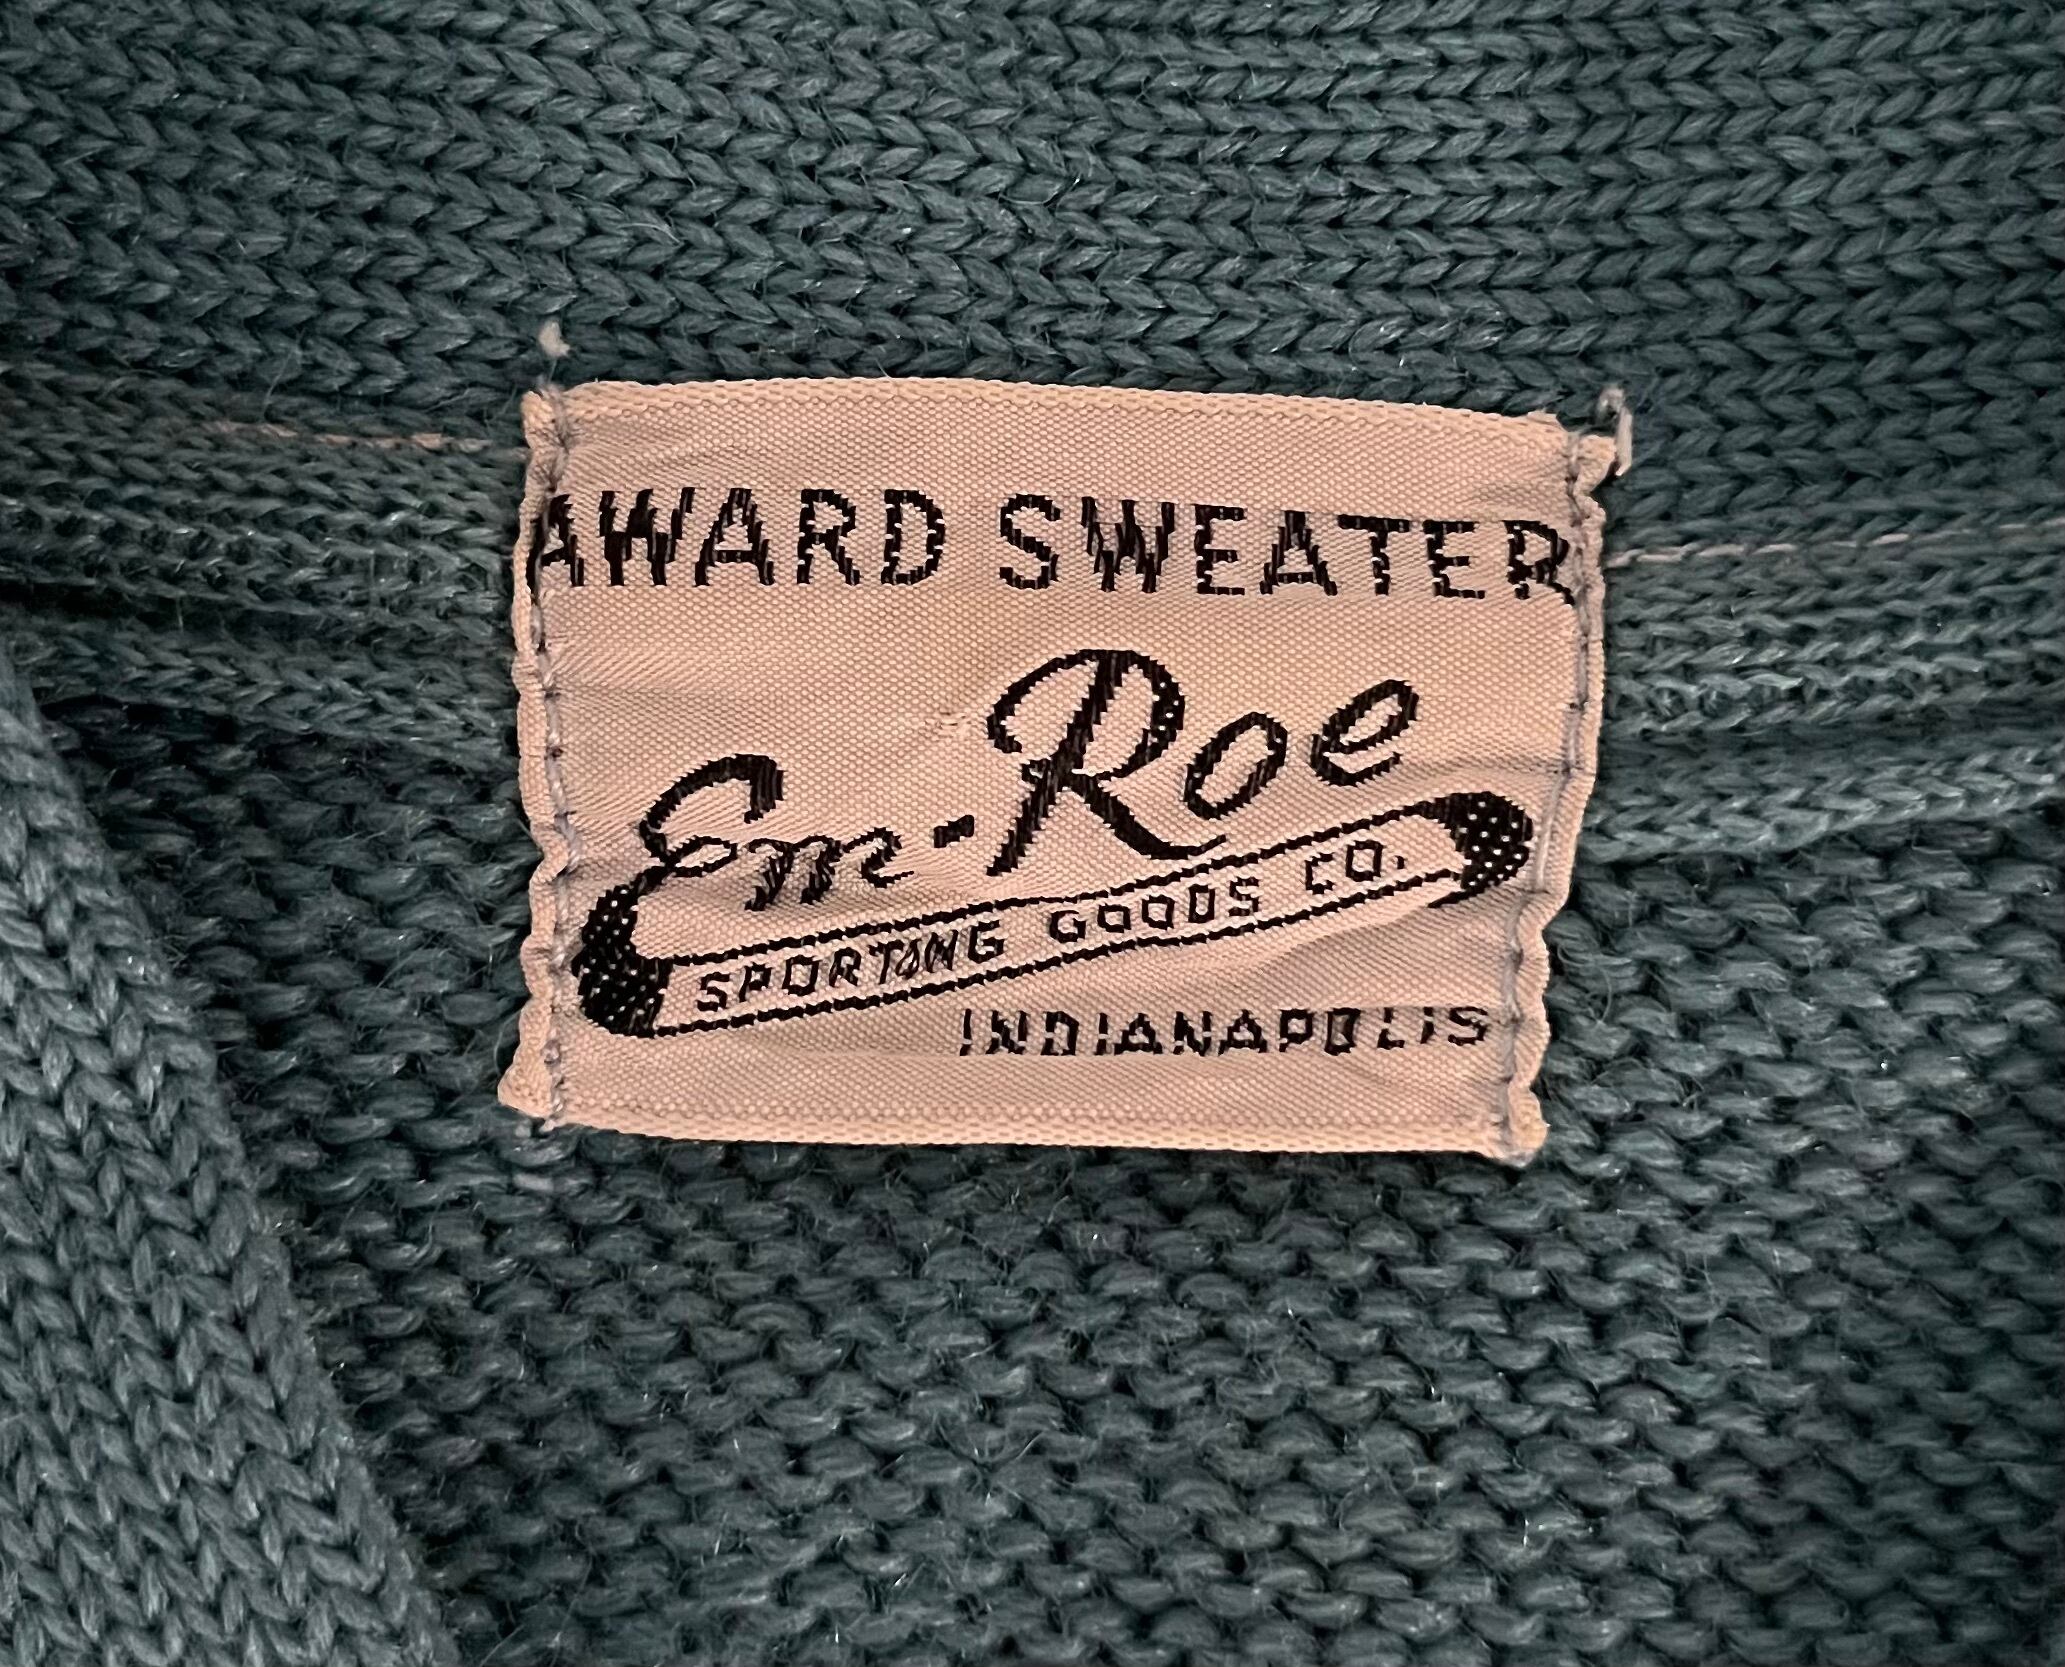 AWARD SWEATER
Em-Roe
SPORTING GOODS CO.
INDIANAPOLIS